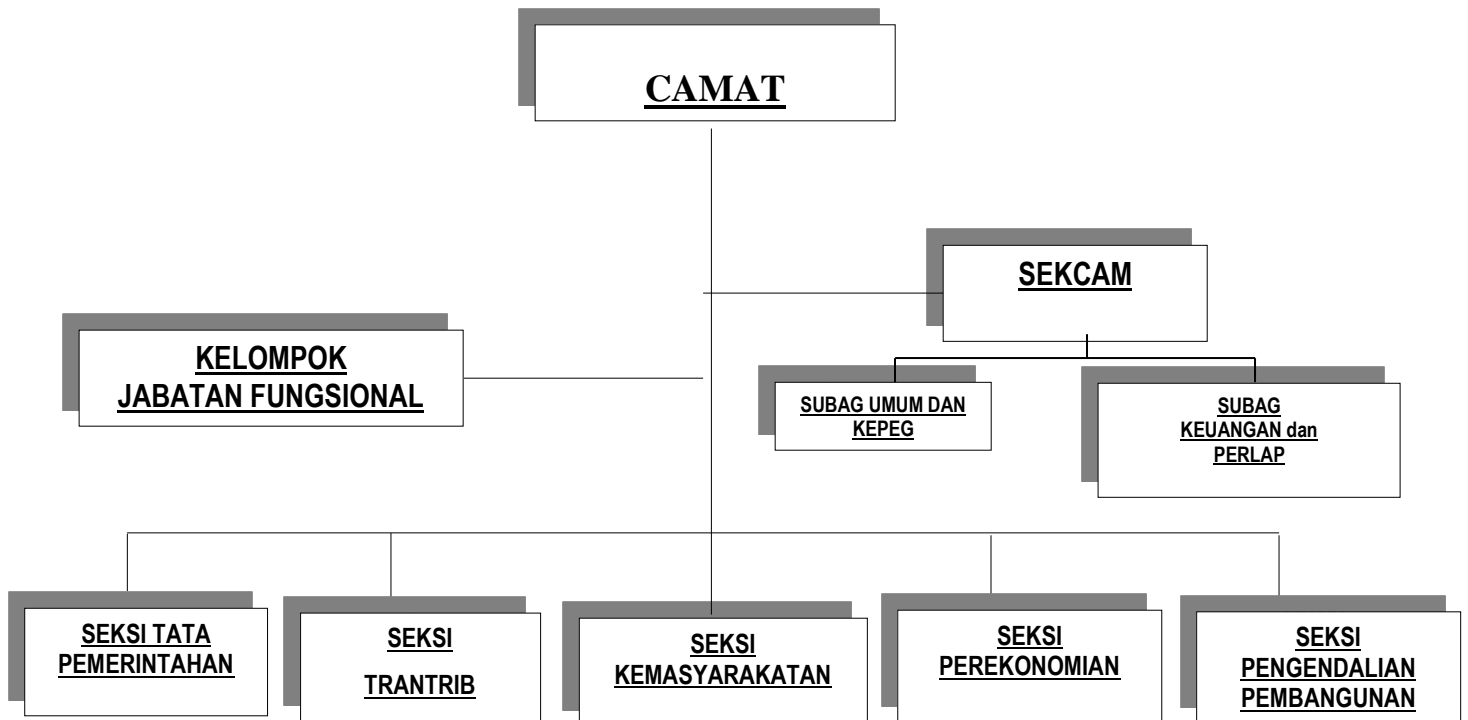 CAMAT
SEKCAM
KELOMPOK
JABATAN FUNGSIONAL
SUBAG UMUM DAN
KEPEG
SUBAG
KEUANGAN dan
PERLAP
SEKSI TATA
PEMERINTAHAN
SEKSI
TRANTRIB
SEKSI
KEMASYARAKATAN
SEKSI
PEREKONOMIAN
SEKSI
PENGENDALIAN
PEMBANGUNAN